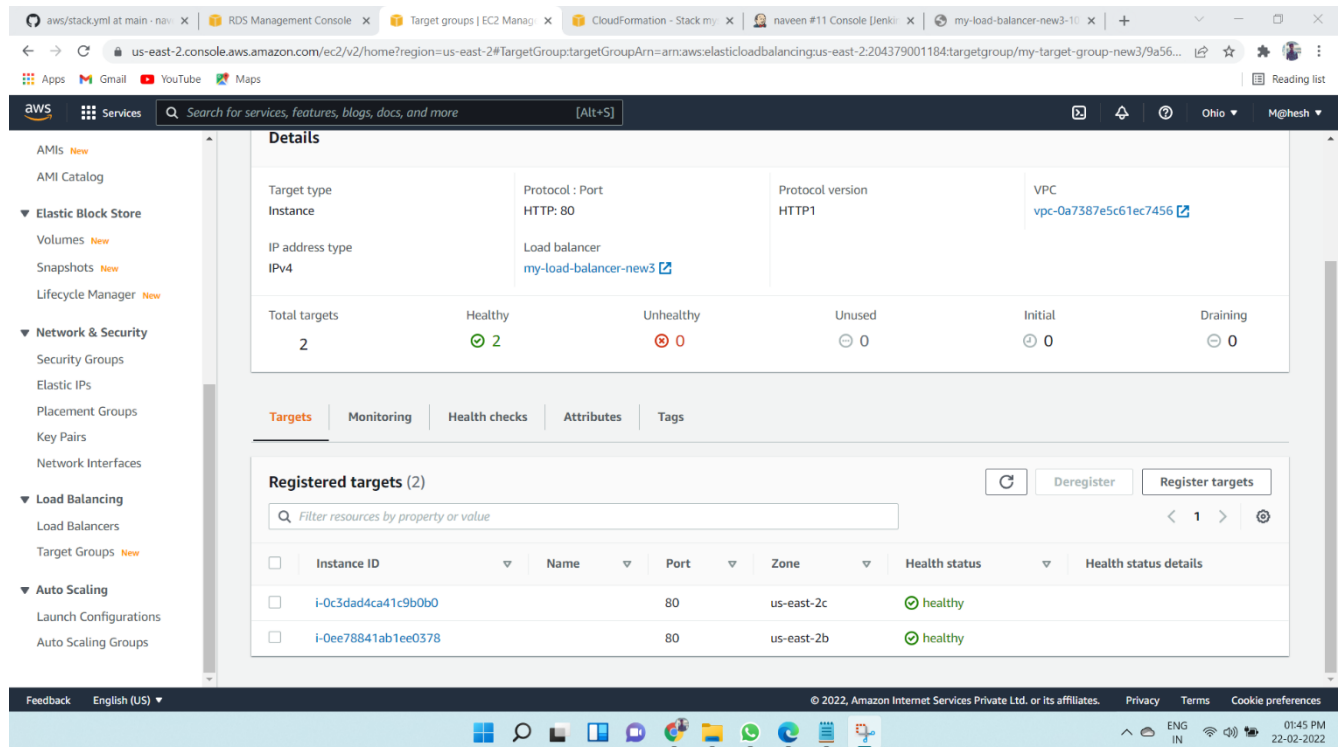 aws/stack.yml at main · nav
RDS Management Console
Target groups | EC2 Manag
CloudFormation - Stack my
naveen #11 Console [Jenkin
my-load-balancer-new3-10
us-east-2.console.aws.amazon.com/ec2/v2/home?region=us-east-2#TargetGroup:targetGroupArn=arn:aws:elasticloadbalancing:us-east-2:204379001184:targetgroup/my-target-group-new3/9a56...
Apps Gmail YouTube Maps Reading list
aws Services Search for services, features, blogs, docs, and more [Alt+S] Ohio M@hesh
AMIs New
AMI Catalog
Elastic Block Store
Volumes New
Snapshots New
Lifecycle Manager New
Network & Security
Security Groups
Elastic IPs
Placement Groups
Key Pairs
Network Interfaces
Load Balancing
Load Balancers
Target Groups New
Auto Scaling
Launch Configurations
Auto Scaling Groups
Details
Target type Protocol : Port Protocol version VPC
Instance HTTP: 80 HTTP1 vpc-0a7387e5c61ec7456
IP address type Load balancer
IPv4 my-load-balancer-new3
Total targets Healthy Unhealthy Unused Initial Draining
2 2 0 0 0 0
Targets Monitoring Health checks Attributes Tags
Registered targets (2) Deregister Register targets
Filter resources by property or value 1
Instance ID Name Port Zone Health status Health status details
i-0c3dad4ca41c9b0b0 80 us-east-2c healthy
i-0ee78841ab1ee0378 80 us-east-2b healthy
Feedback English (US) © 2022, Amazon Internet Services Private Ltd. or its affiliates. Privacy Terms Cookie preferences
ENG 01:45 PM
IN 22-02-2022